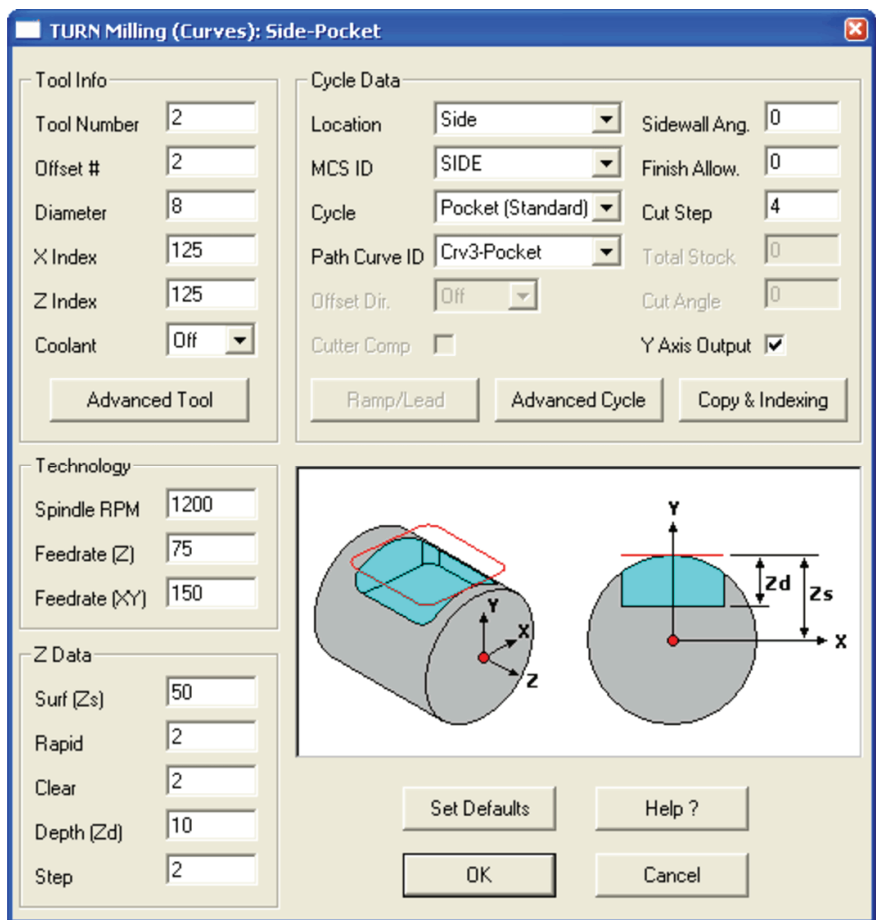 TURN Milling (Curves): Side-Pocket
Tool Info
Tool Number 2
Offset # 2
Diameter 8
X Index 125
Z Index 125
Coolant Off
Advanced Tool
Cycle Data
Location Side
MCS ID SIDE
Cycle Pocket (Standard)
Path Curve ID Crv3-Pocket
Offset Dir. Off
Cutter Comp
Sidewall Ang. 0
Finish Allow. 0
Cut Step 4
Total Stock 0
Cut Angle 0
Y Axis Output
Ramp/Lead
Advanced Cycle
Copy & Indexing
Technology
Spindle RPM 1200
Feedrate (Z) 75
Feedrate (XY) 150
Z Data
Surf (Zs) 50
Rapid 2
Clear 2
Depth (Zd) 10
Step 2
Y
X
Z
Y
Zd
Zs
X
Set Defaults
Help ?
OK
Cancel